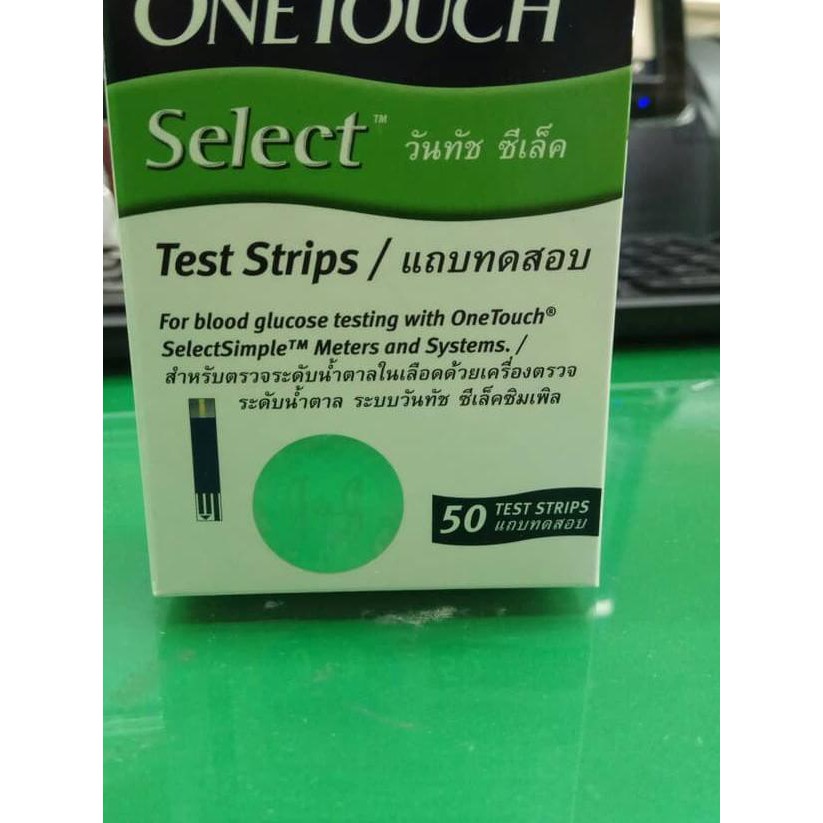 ONETOUCH
Select™ วันทัช ซีเล็ค
Test Strips / แถบทดสอบ
For blood glucose testing with OneTouch®
SelectSimple™ Meters and Systems. /
สำหรับตรวจระดับน้ำตาลในเลือดด้วยเครื่องตรวจ
ระดับน้ำตาล ระบบวันทัช ซีเล็คซิมเพิล
50 TEST STRIPS
แถบทดสอบ